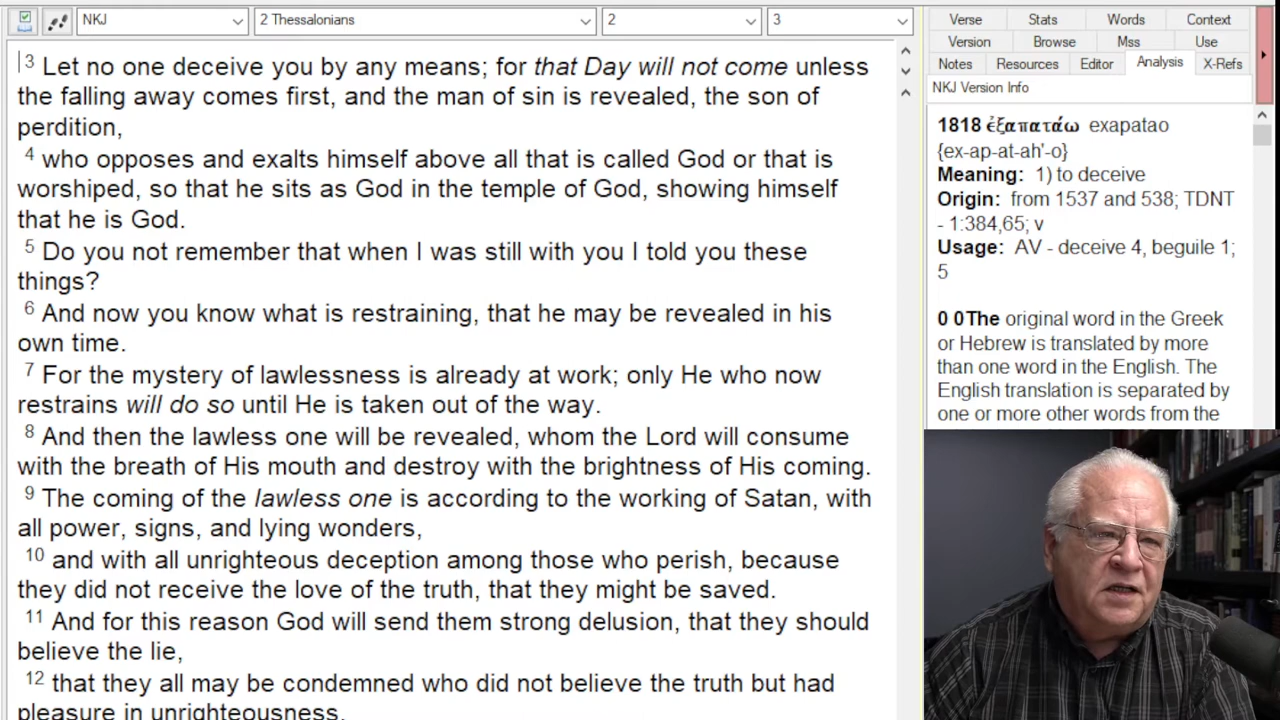 NKJ
2 Thessalonians
2
3
3 Let no one deceive you by any means; for that Day will not come unless
the falling away comes first, and the man of sin is revealed, the son of
perdition,
4 who opposes and exalts himself above all that is called God or that is
worshiped, so that he sits as God in the temple of God, showing himself
that he is God.
5 Do you not remember that when I was still with you I told you these
things?
6 And now you know what is restraining, that he may be revealed in his
own time.
7 For the mystery of lawlessness is already at work; only He who now
restrains will do so until He is taken out of the way.
8 And then the lawless one will be revealed, whom the Lord will consume
with the breath of His mouth and destroy with the brightness of His coming.
9 The coming of the lawless one is according to the working of Satan, with
all power, signs, and lying wonders,
10 and with all unrighteous deception among those who perish, because
they did not receive the love of the truth, that they might be saved.
11 And for this reason God will send them strong delusion, that they should
believe the lie,
12 that they all may be condemned who did not believe the truth but had
pleasure in unrighteousness.
Verse Stats Words Context
Version Browse Mss Use
Notes Resources Editor Analysis X-Refs
NKJ Version Info
1818 ἐξαπατάω exapatao
{ex-ap-at-ah'-o}
Meaning: 1) to deceive
Origin: from 1537 and 538; TDNT
- 1:384,65; v
Usage: AV - deceive 4, beguile 1;
5
0 0The original word in the Greek
or Hebrew is translated by more
than one word in the English. The
English translation is separated by
one or more other words from the